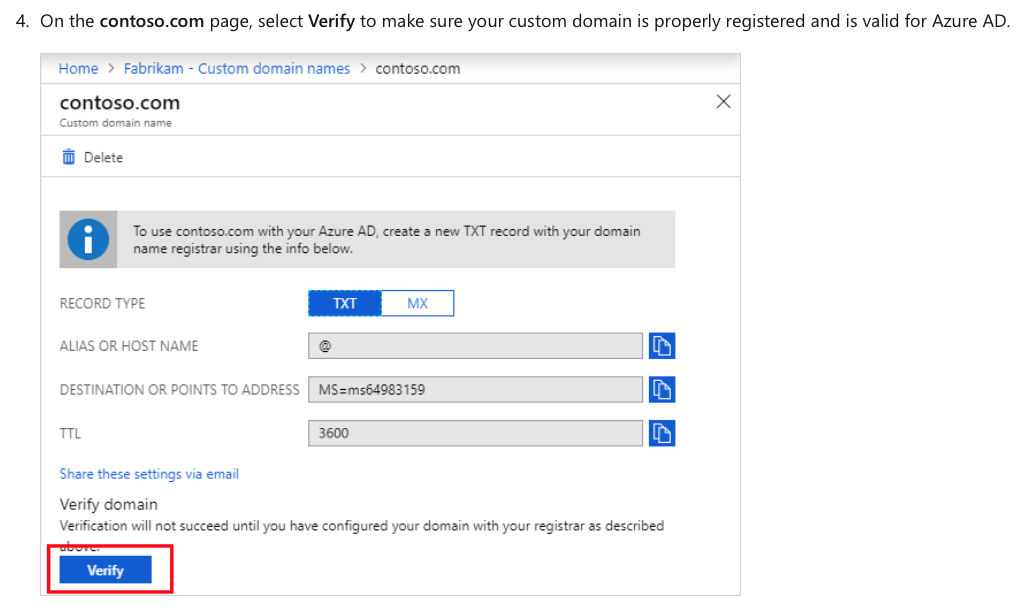 4. On the contoso.com page, select Verify to make sure your custom domain is properly registered and is valid for Azure AD.
Home > Fabrikam - Custom domain names > contoso.com
contoso.com
Custom domain name
Delete
To use contoso.com with your Azure AD, create a new TXT record with your domain
name registrar using the info below.
RECORD TYPE TXT MX
ALIAS OR HOST NAME @
DESTINATION OR POINTS TO ADDRESS MS=ms64983159
TTL 3600
Share these settings via email
Verify domain
Verification will not succeed until you have configured your domain with your registrar as described
above.
Verify